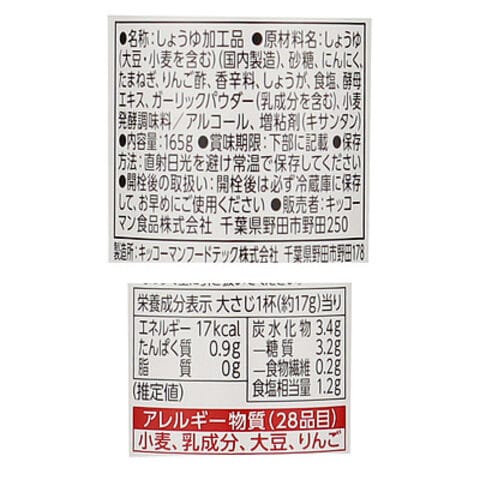 ●名称:しょうゆ加工品 ●原材料名:しょうゆ
(大豆・小麦を含む)(国内製造)、砂糖、にんにく、
たまねぎ、りんご酢、香辛料、しょうが、食塩、酵母
エキス、ガーリックパウダー(乳成分を含む)、小麦
発酵調味料/アルコール、増粘剤(キサンタン)
●内容量:165g ●賞味期限:下部に記載 ●保存
方法:直射日光を避け常温で保存してください
●開栓後の取扱い:開栓後は必ず冷蔵庫に保存
して、お早めにご使用ください ●販売者:キッコー
マン食品株式会社 千葉県野田市野田250
製造所:キッコーマンフードテック株式会社 千葉県野田市野田178
栄養成分表示 大さじ1杯(約17g)当り
エネルギー 17kcal
たんぱく質 0.9g
脂質 0g
(推定値)
炭水化物 3.4g
―糖質 3.2g
―食物繊維 0.2g
食塩相当量 1.2g
アレルギー物質(28品目)
小麦、乳成分、大豆、りんご